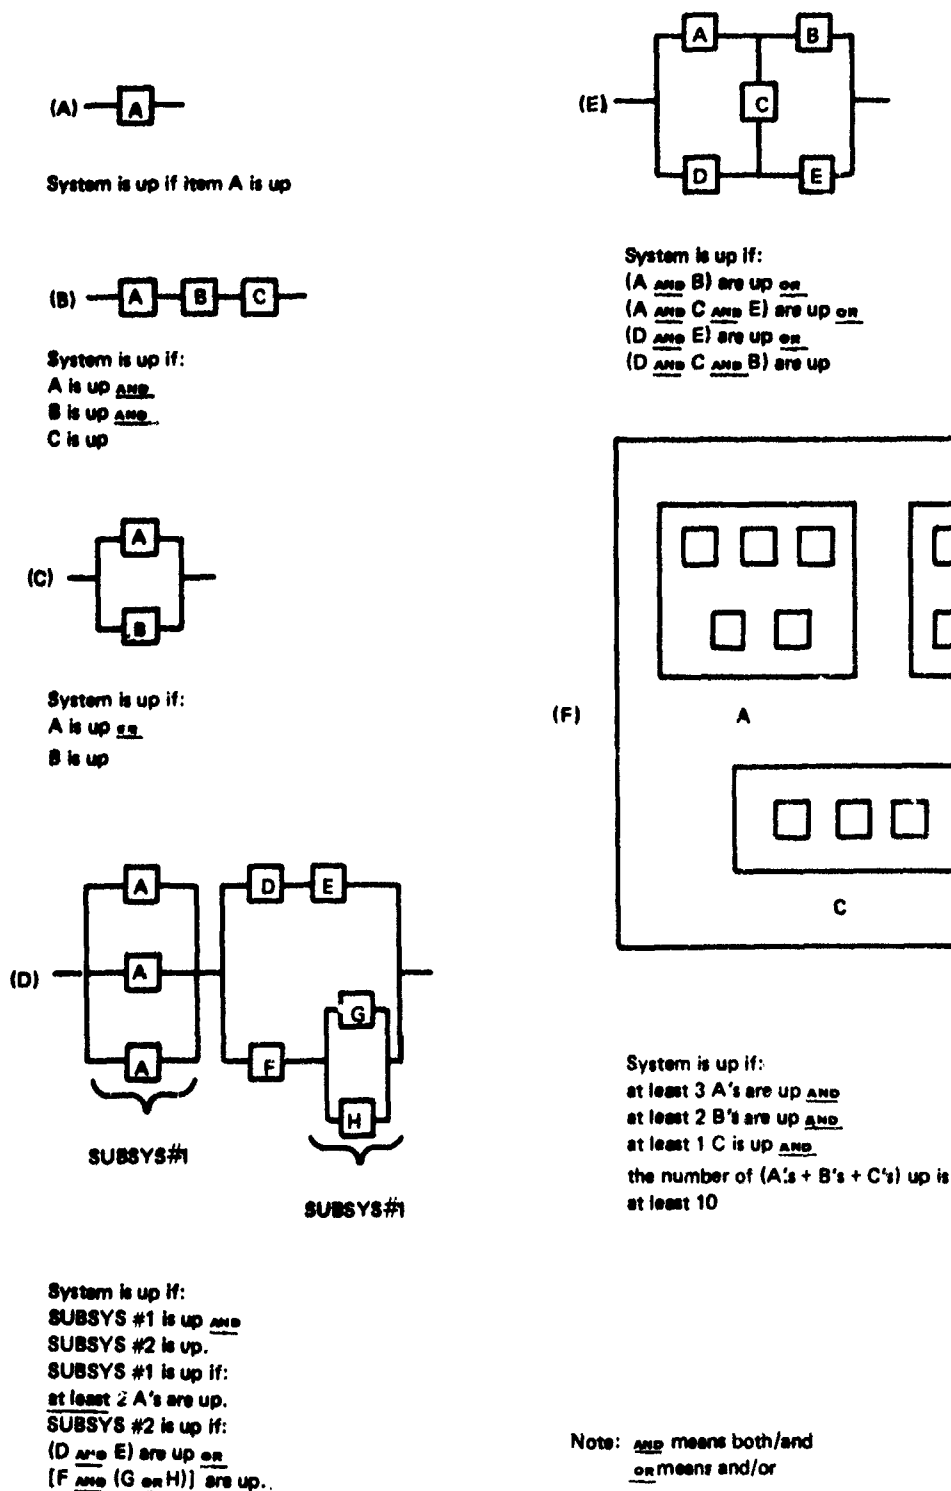 (A) A
System is up if item A is up
(B) A B C
System is up if:
A is up AND
B is up AND
C is up
(C) A
B
System is up if:
A is up OR
B is up
(D) A D E
A
G
A F
H
SUBSYS#1
SUBSYS#1
System is up if:
SUBSYS #1 is up AND
SUBSYS #2 is up.
SUBSYS #1 is up if:
at least 2 A's are up.
SUBSYS #2 is up if:
(D AND E) are up OR
[F AND (G OR H)] are up.
(E) A B
C
D E
System is up if:
(A AND B) are up OR
(A AND C AND E) are up OR
(D AND E) are up OR
(D AND C AND B) are up
(F) A
C
System is up if:
at least 3 A's are up AND
at least 2 B's are up AND
at least 1 C is up AND
the number of (A's + B's + C's) up is
at least 10
Note: AND means both/and
OR means and/or